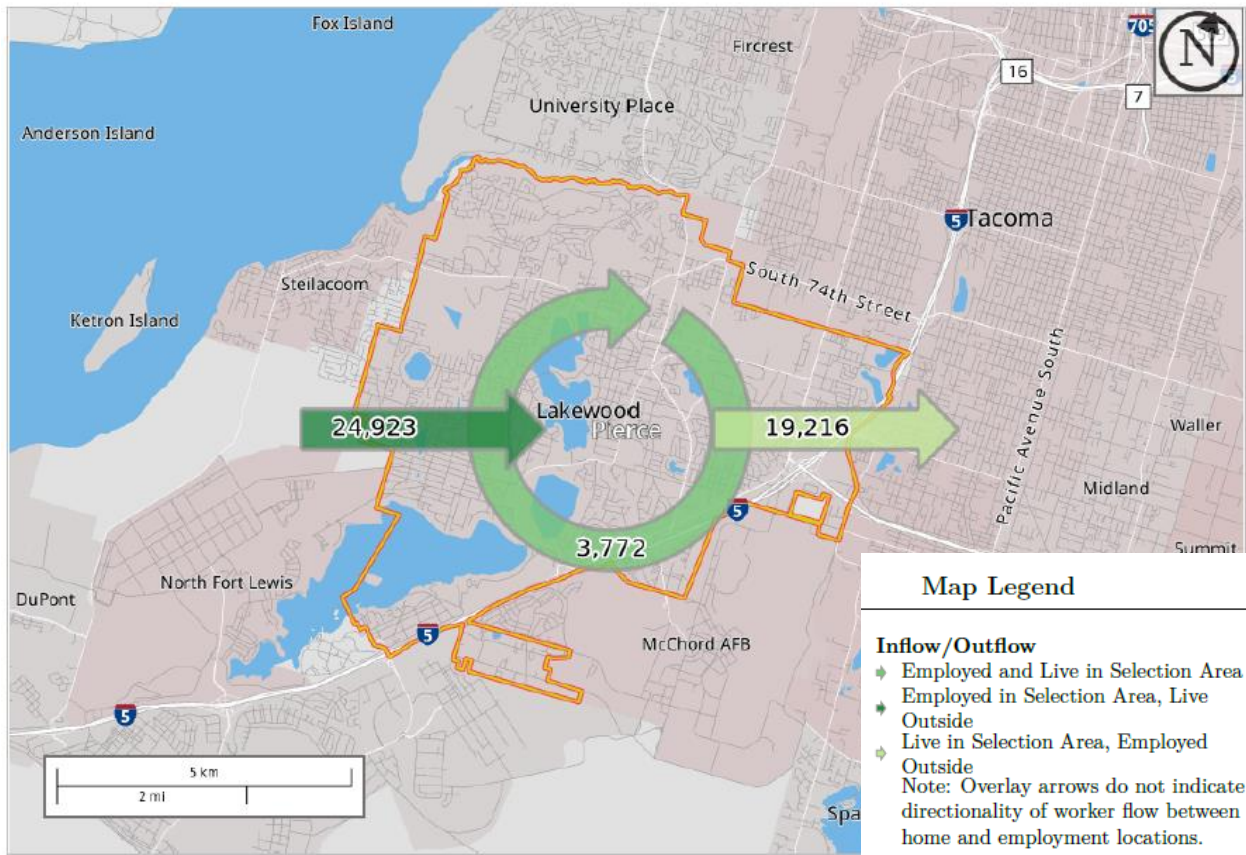 Fox Island
705
Fircrest
N
16
7
University Place
Anderson Island
5
Tacoma
South 74th Street
Steilacoom
Ketron Island
Lakewood
Pierce
24,923
19,216
Pacific Avenue South
Waller
Midland
5
3,772
Summit
North Fort Lewis
DuPont
5
McChord AFB
5
5 km
2 mi
Spa
Map Legend
Inflow/Outflow
Employed and Live in Selection Area
Employed in Selection Area, Live
Outside
Live in Selection Area, Employed
Outside
Note: Overlay arrows do not indicate
directionality of worker flow between
home and employment locations.